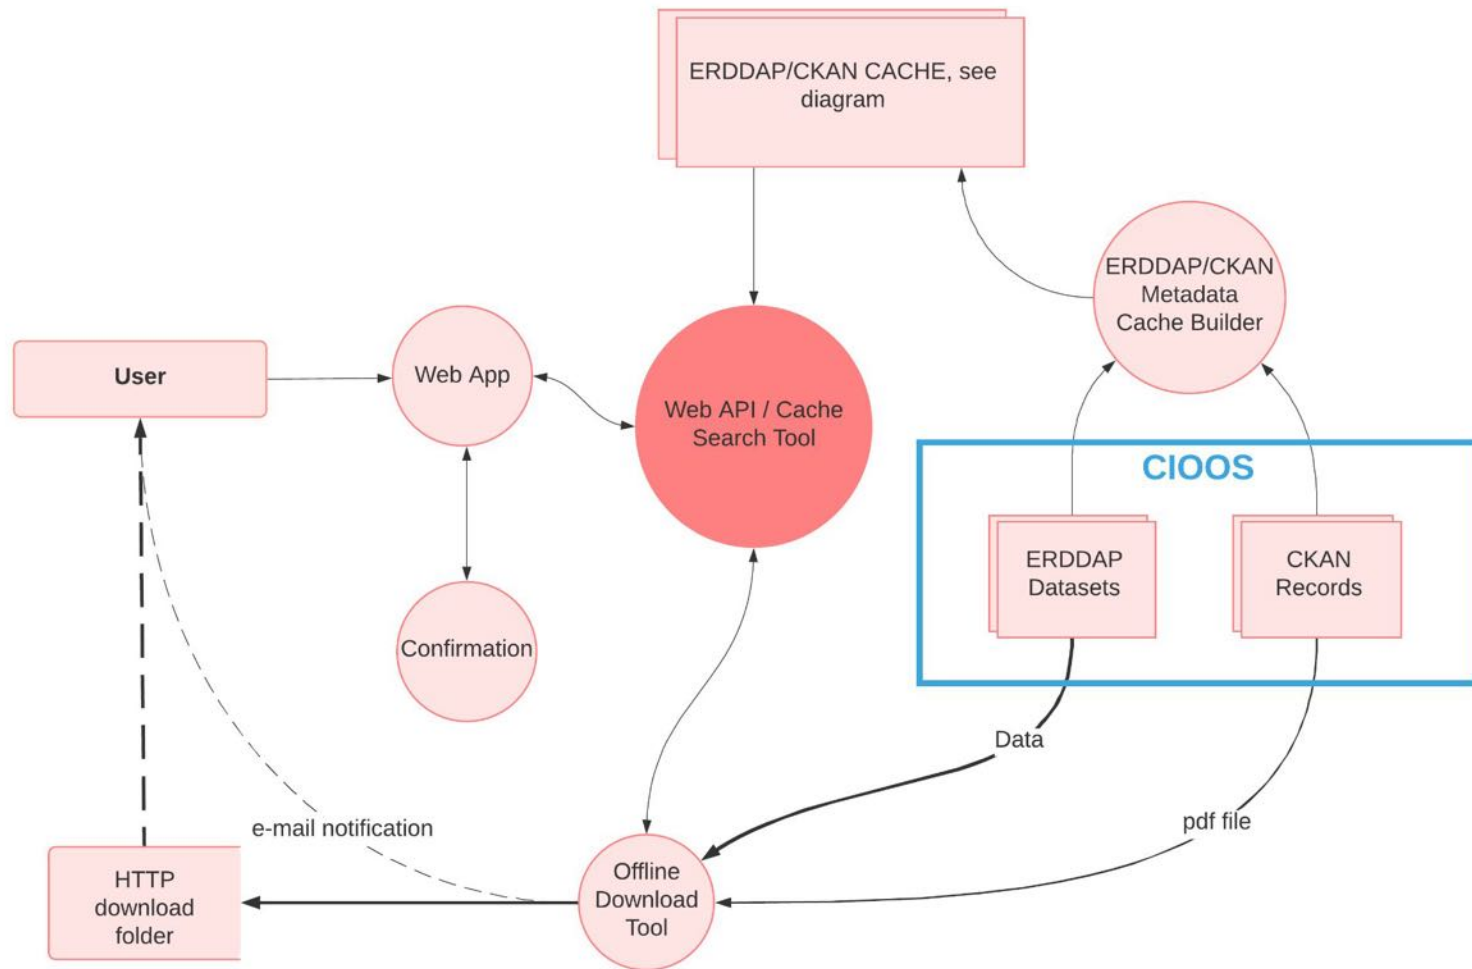 ERDDAP/CKAN CACHE, see
diagram
ERDDAP/CKAN
Metadata
Cache Builder
User
Web App
Web API / Cache
Search Tool
CIOOS
ERDDAP
Datasets
CKAN
Records
Confirmation
Data
pdf file
e-mail notification
Offline
Download
Tool
HTTP
download
folder